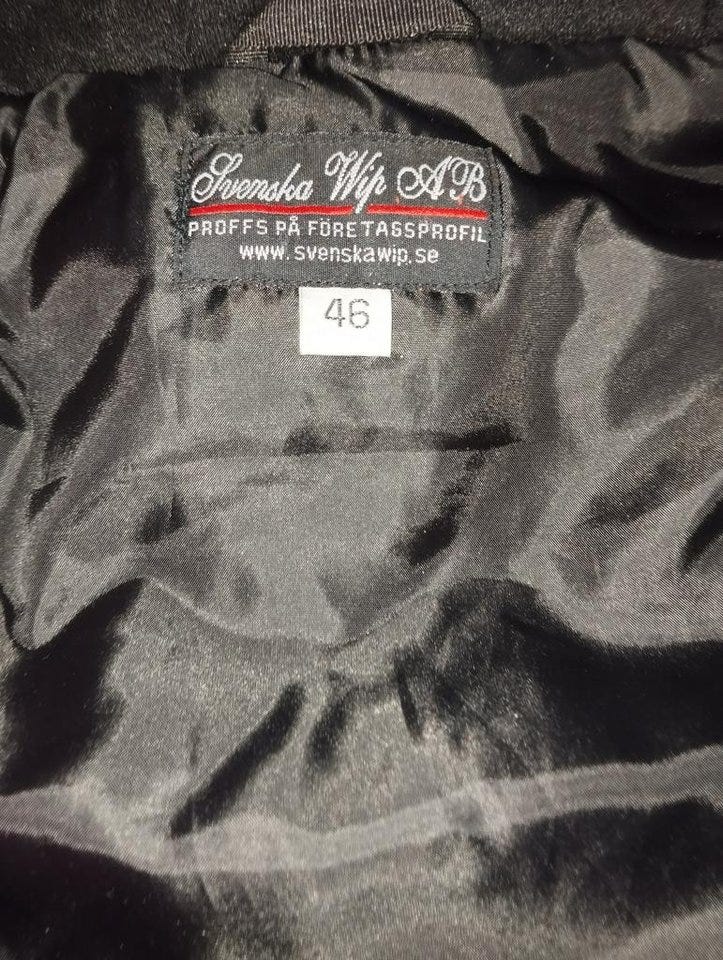 Svenska Wip AB
PROFFS PÅ FÖRETAGSPROFIL
www.svenskawip.se
46